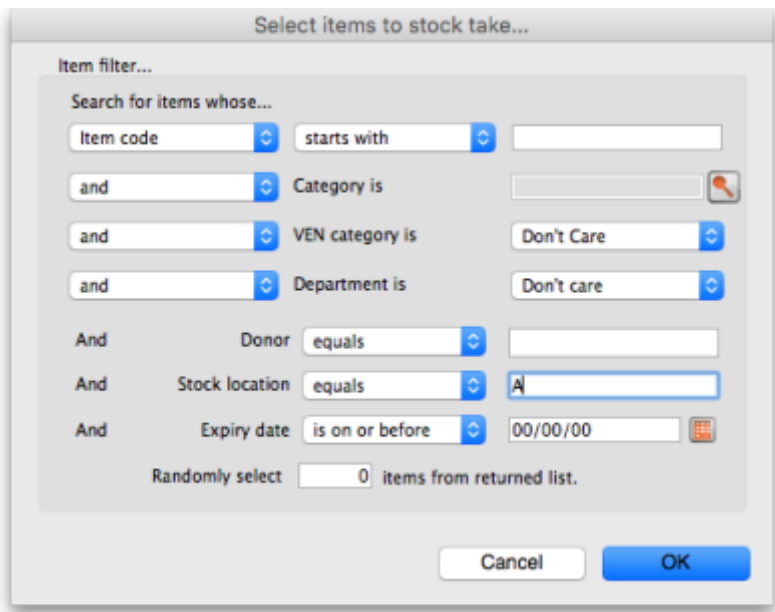 Select items to stock take...
Item filter...
Search for items whose...
Item code starts with
and Category is
and VEN category is Don't Care
and Department is Don't care
And Donor equals
And Stock location equals A
And Expiry date is on or before 00/00/00
Randomly select 0 items from returned list.
Cancel OK